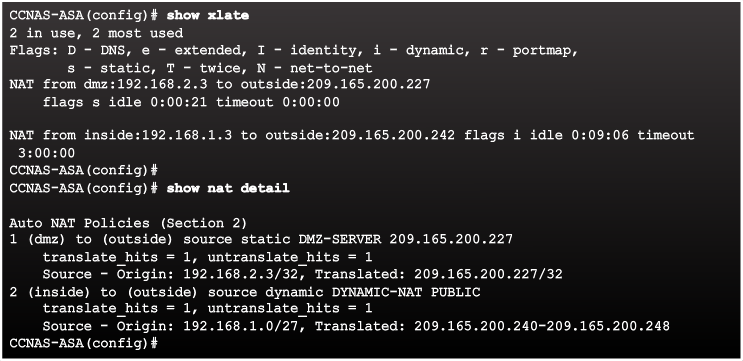 CCNAS-ASA(config)# show xlate
2 in use, 2 most used
Flags: D - DNS, e - extended, I - identity, i - dynamic, r - portmap,
s - static, T - twice, N - net-to-net
NAT from dmz:192.168.2.3 to outside:209.165.200.227
flags s idle 0:00:21 timeout 0:00:00
NAT from inside:192.168.1.3 to outside:209.165.200.242 flags i idle 0:09:06 timeout
3:00:00
CCNAS-ASA(config)#
CCNAS-ASA(config)# show nat detail
Auto NAT Policies (Section 2)
1 (dmz) to (outside) source static DMZ-SERVER 209.165.200.227
translate_hits = 1, untranslate_hits = 1
Source - Origin: 192.168.2.3/32, Translated: 209.165.200.227/32
2 (inside) to (outside) source dynamic DYNAMIC-NAT PUBLIC
translate_hits = 1, untranslate_hits = 1
Source - Origin: 192.168.1.0/27, Translated: 209.165.200.240-209.165.200.248
CCNAS-ASA(config)#